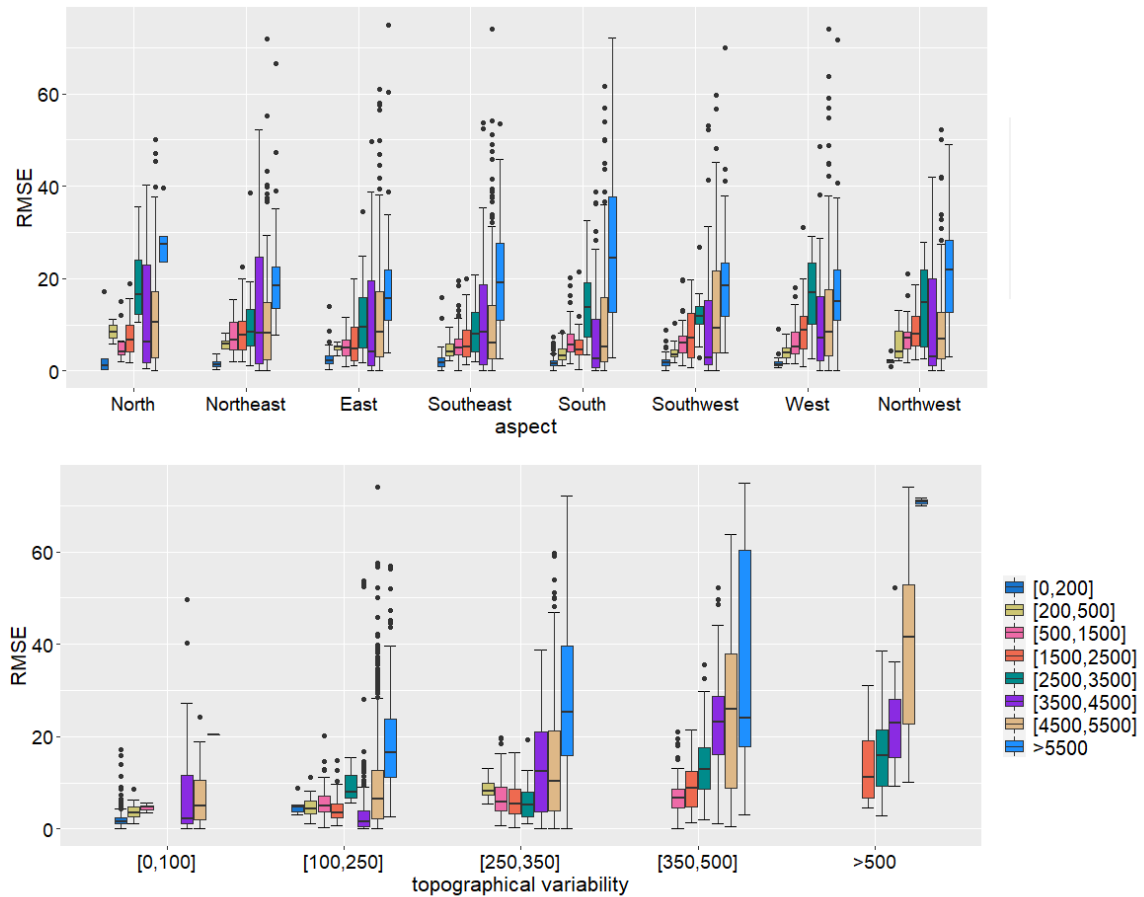 RMSE
60
40
20
0
North Northeast East Southeast South Southwest West Northwest
aspect
RMSE
60
40
20
0
[0,100] [100,250] [250,350] [350,500] >500
topographical variability
[0,200]
[200,500]
[500,1500]
[1500,2500]
[2500,3500]
[3500,4500]
[4500,5500]
>5500